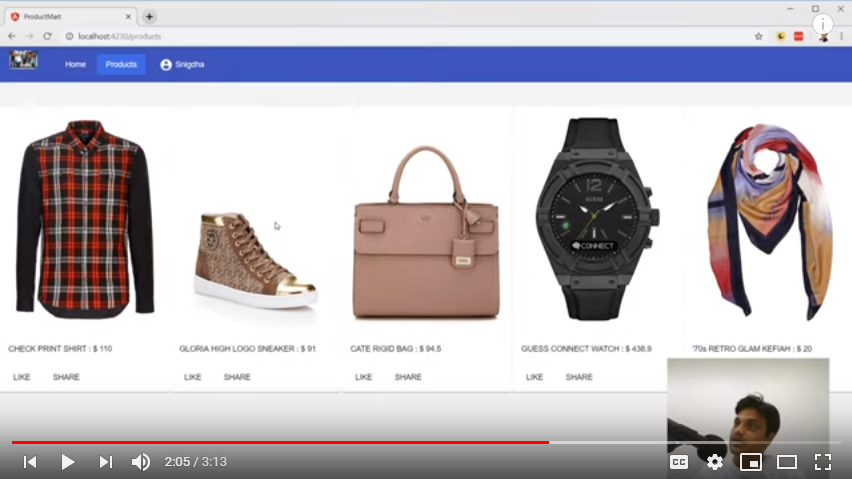 ProductMart
localhost:4230/products
Home Products Snigdha
GUESS
CONNECT
CHECK PRINT SHIRT : $ 110
GLORIA HIGH LOGO SNEAKER : $ 91
CATE RIGID BAG : $ 94.5
GUESS CONNECT WATCH : $ 438.9
'70s RETRO GLAM KEFIAH : $ 20
LIKE SHARE
LIKE SHARE
LIKE SHARE
LIKE SHARE
2:05 / 3:13
CC